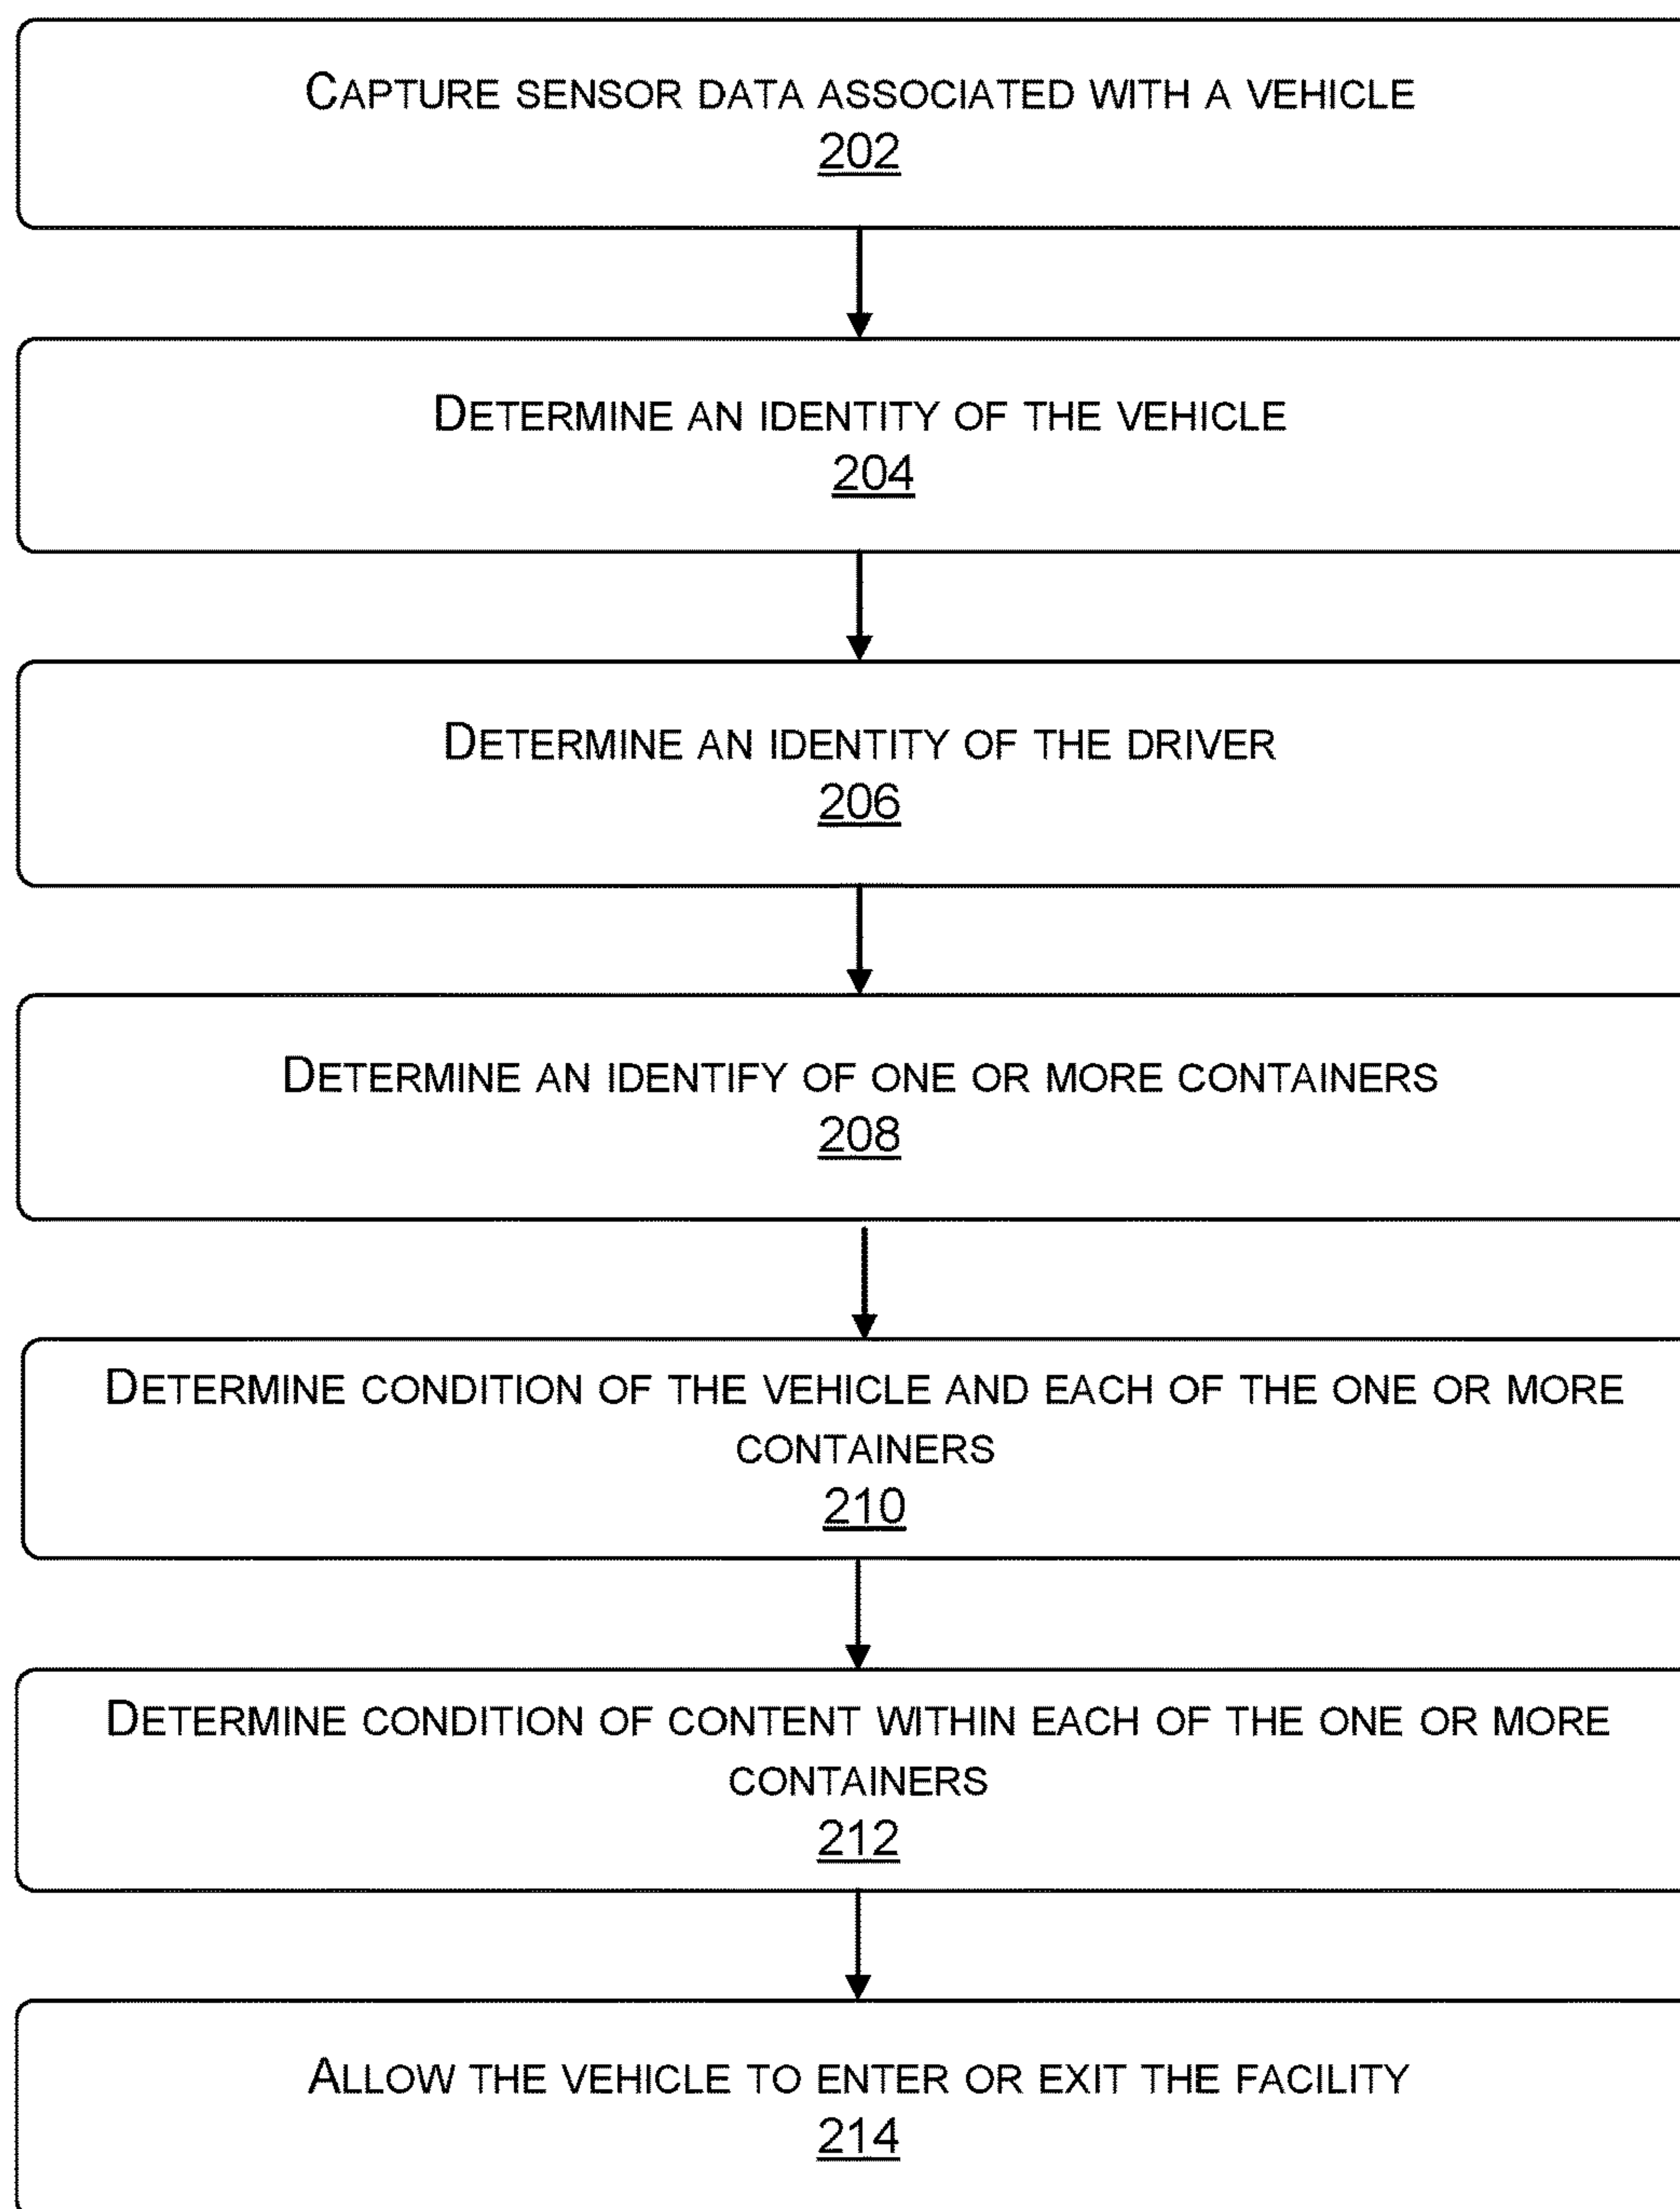 CAPTURE SENSOR DATA ASSOCIATED WITH A VEHICLE
202
DETERMINE AN IDENTITY OF THE VEHICLE
204
DETERMINE AN IDENTITY OF THE DRIVER
206
DETERMINE AN IDENTIFY OF ONE OR MORE CONTAINERS
208
DETERMINE CONDITION OF THE VEHICLE AND EACH OF THE ONE OR MORE
CONTAINERS
210
DETERMINE CONDITION OF CONTENT WITHIN EACH OF THE ONE OR MORE
CONTAINERS
212
ALLOW THE VEHICLE TO ENTER OR EXIT THE FACILITY
214